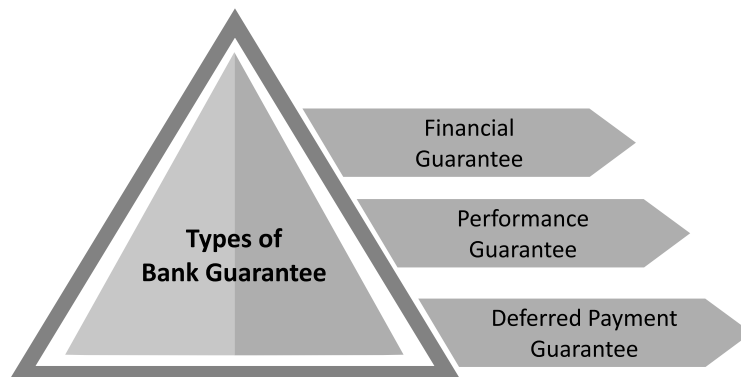 Types of
Bank Guarantee
Financial
Guarantee
Performance
Guarantee
Deferred Payment
Guarantee